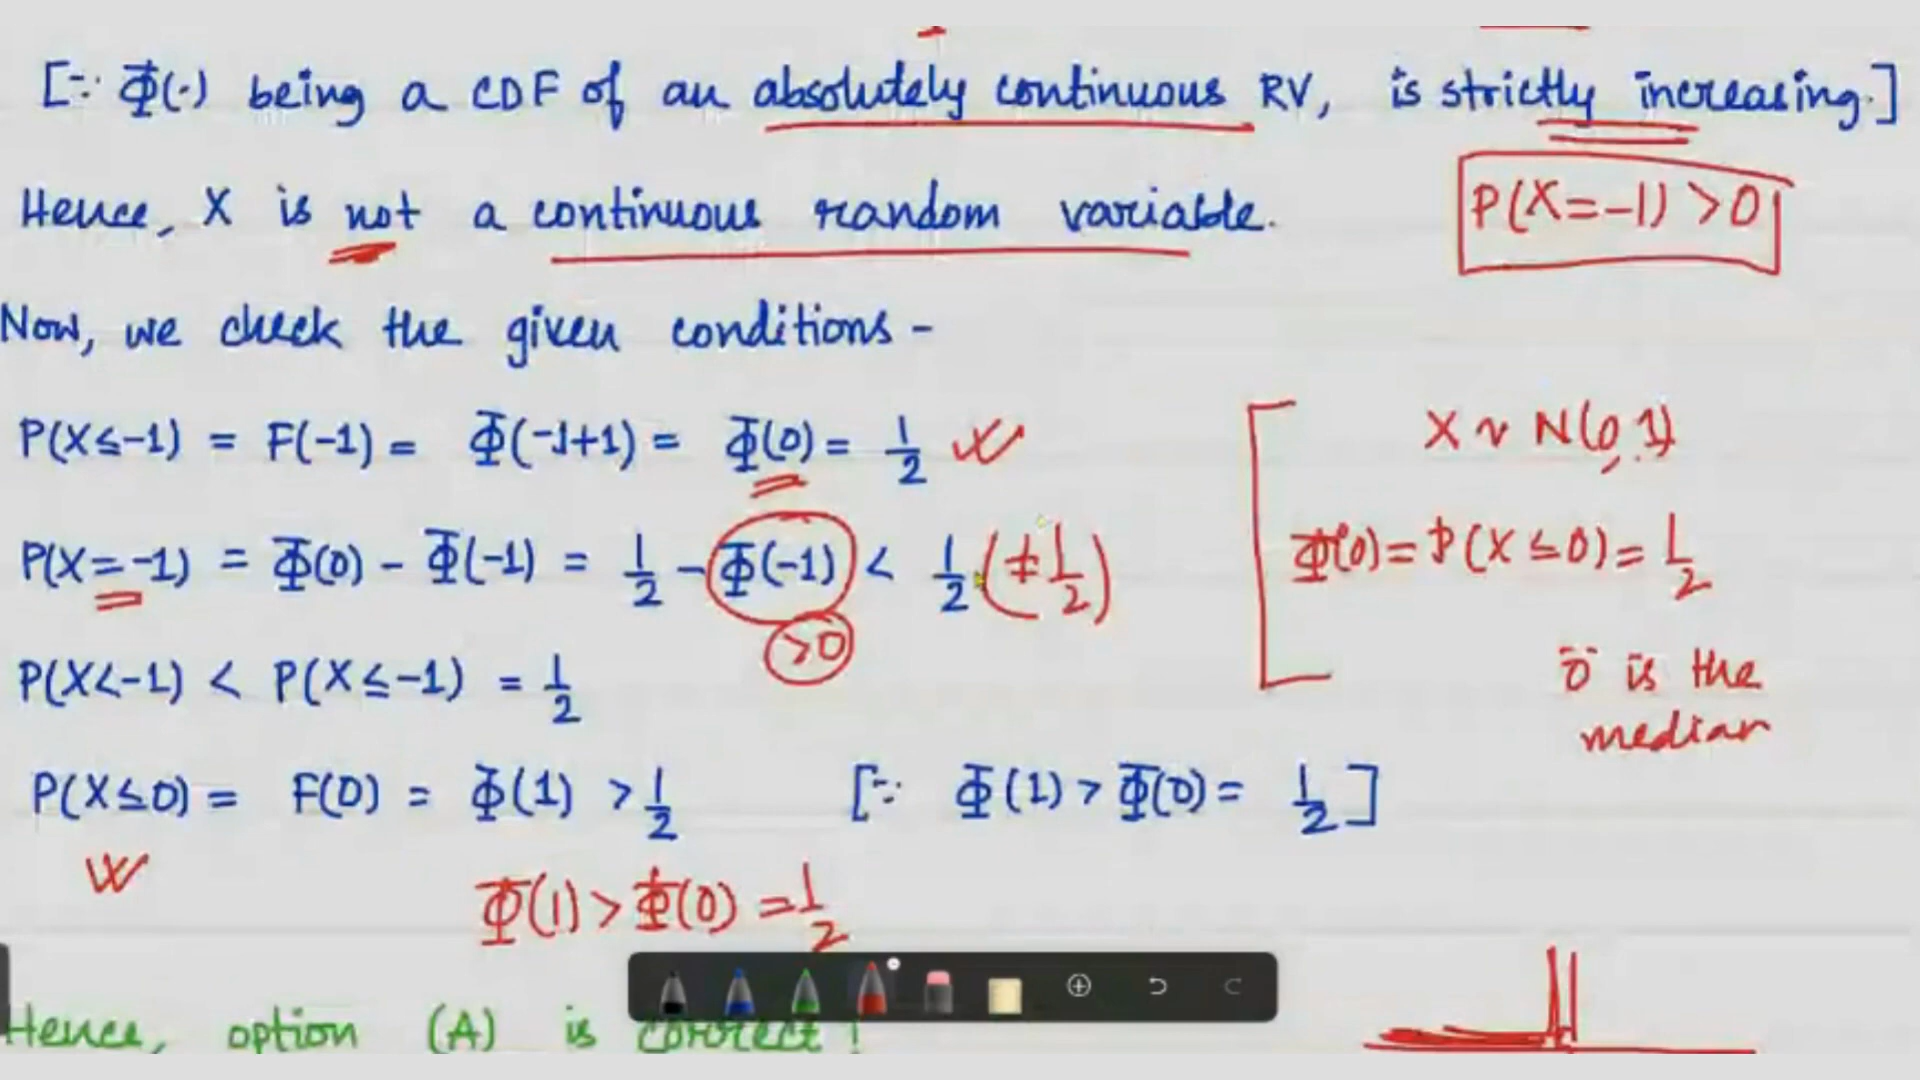 [∵ Φ(·) being a CDF of an absolutely continuous RV, is strictly increasing.]
Hence, X is not a continuous random variable.
P(X=-1) >0
Now, we check the given conditions -
P(X≤-1) = F(-1) = Φ(-1+1) = Φ(0) = 1/2
X ~ N(0,1)
P(X=-1) = Φ(0) - Φ(-1) = 1/2 - Φ(-1) < 1/2 (≠ 1/2)
>0
Φ(0) = P(X≤0) = 1/2
P(X<-1) < P(X≤-1) = 1/2
0 is the
median
P(X≤0) = F(0) = Φ(1) > 1/2 [∵ Φ(1) > Φ(0) = 1/2]
Φ(1) > Φ(0) = 1/2
Hence, option (A) is correct!